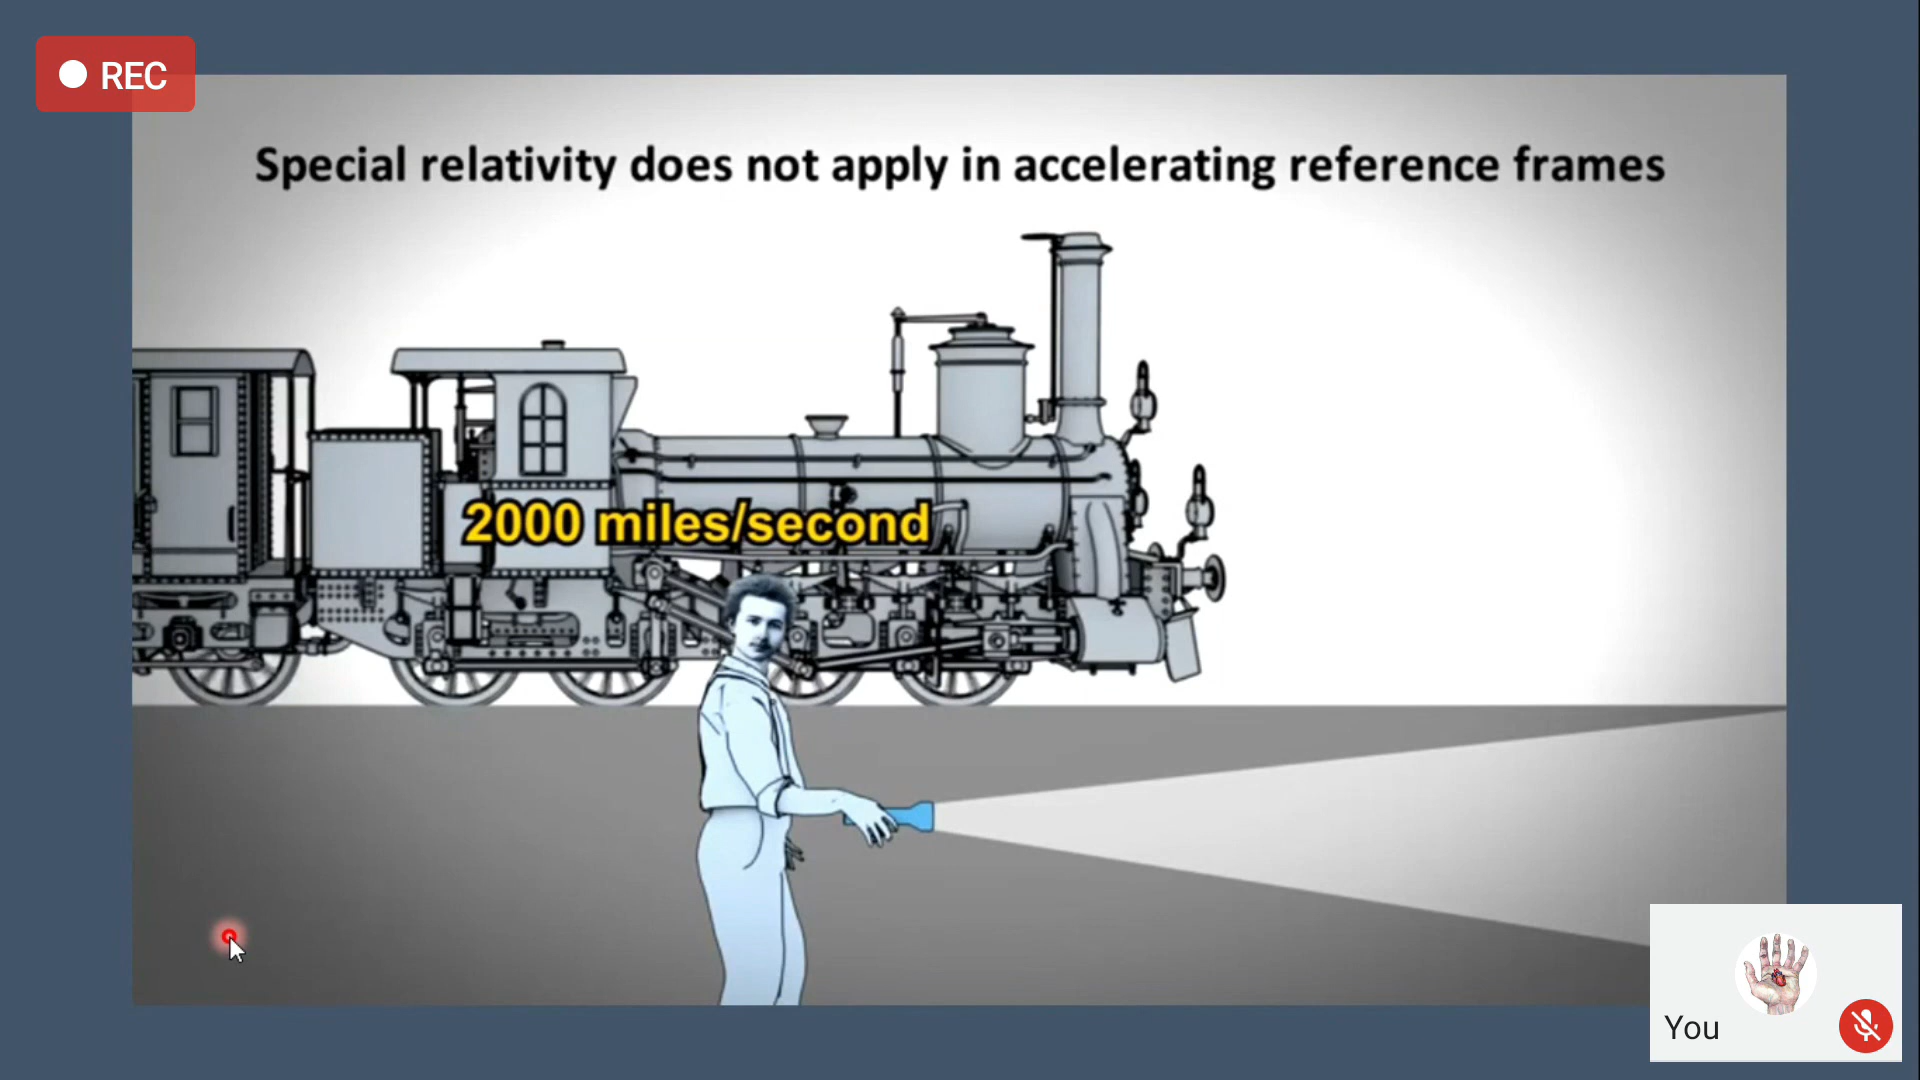 REC
Special relativity does not apply in accelerating reference frames
2000 miles/second
You